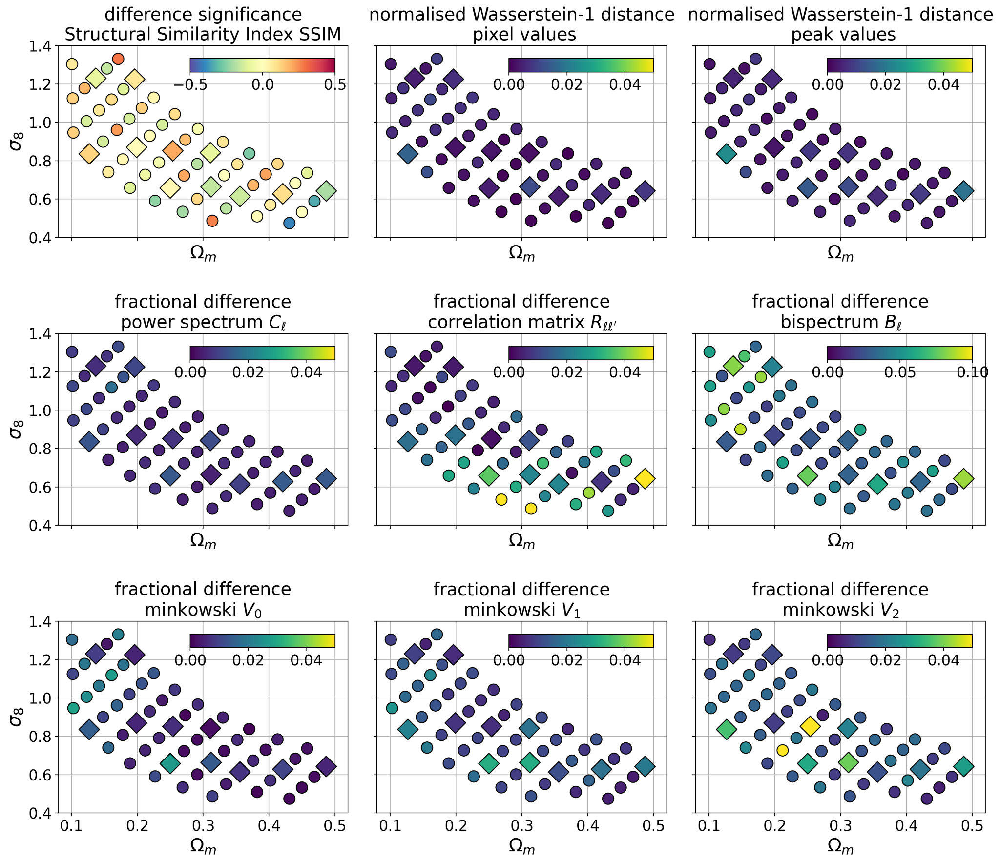 difference significance
Structural Similarity Index SSIM
normalised Wasserstein-1 distance
pixel values
normalised Wasserstein-1 distance
peak values
1.4
1.2
1.0
0.8
0.6
0.4
σ8
−0.5 0.0 0.5
0.00 0.02 0.04
0.00 0.02 0.04
Ωm
Ωm
Ωm
fractional difference
power spectrum Cℓ
fractional difference
correlation matrix Rℓℓ′
fractional difference
bispectrum Bℓ
1.4
1.2
1.0
0.8
0.6
0.4
σ8
0.00 0.02 0.04
0.00 0.02 0.04
0.00 0.05 0.10
Ωm
Ωm
Ωm
fractional difference
minkowski V0
fractional difference
minkowski V1
fractional difference
minkowski V2
1.4
1.2
1.0
0.8
0.6
0.4
σ8
0.00 0.02 0.04
0.00 0.02 0.04
0.00 0.02 0.04
0.1 0.2 0.3 0.4 0.5
0.1 0.2 0.3 0.4 0.5
0.1 0.2 0.3 0.4 0.5
Ωm
Ωm
Ωm